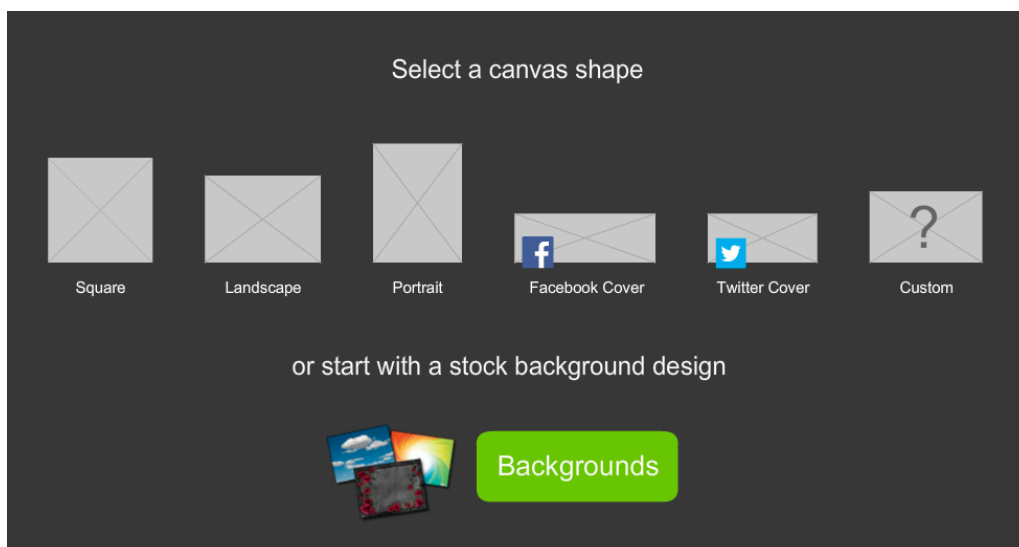 Select a canvas shape
?
f
Square
Landscape
Portrait
Facebook Cover
Twitter Cover
Custom
or start with a stock background design
Backgrounds